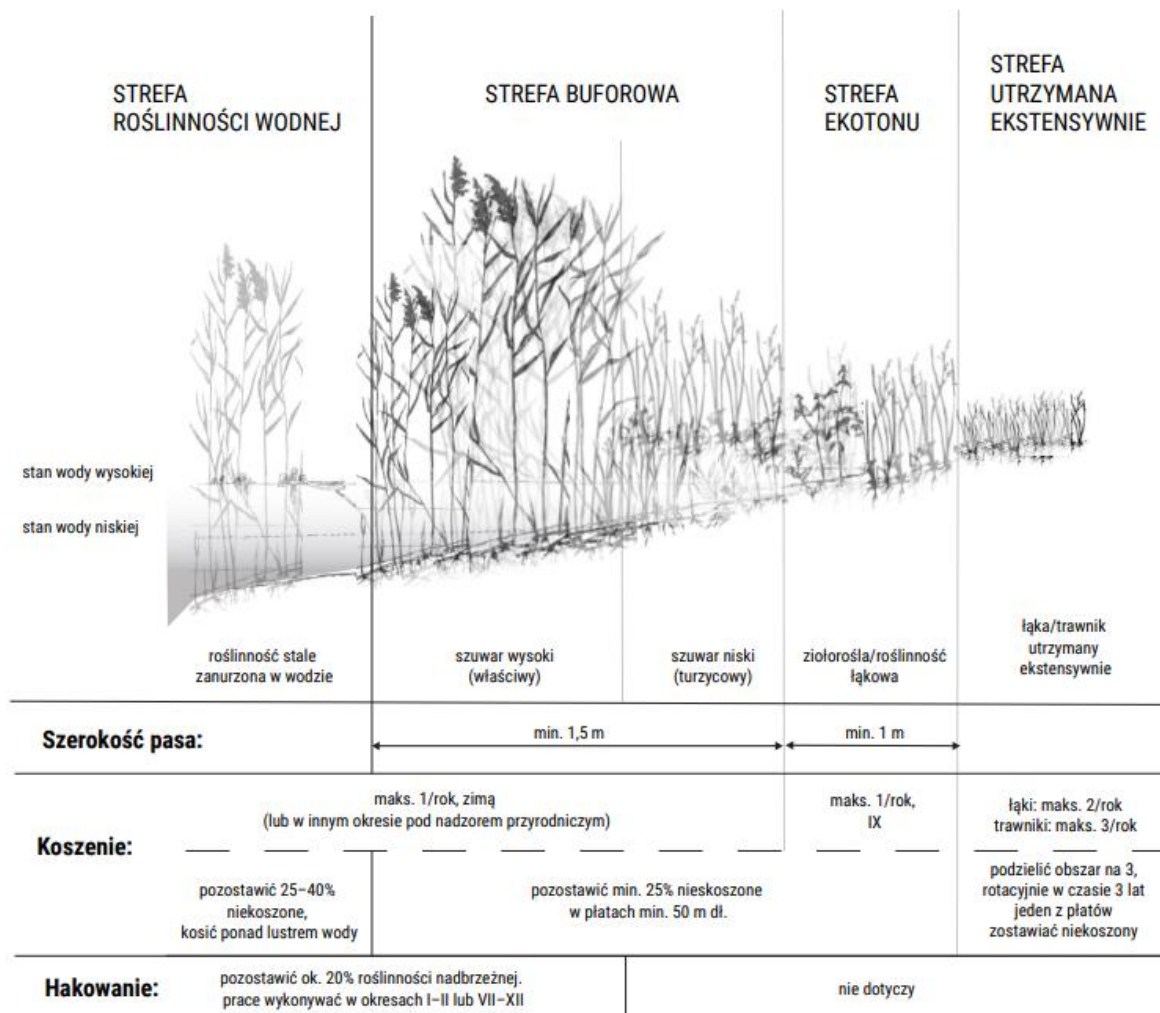 STREFA
ROŚLINNOŚCI WODNEJ
STREFA BUFOROWA
STREFA
EKOTONU
STREFA
UTRZYMANA
EKSTENSYWNIE
stan wody wysokiej
stan wody niskiej
roślinność stale
zanurzona w wodzie
szuwar wysoki
(właściwy)
szuwar niski
(turzycowy)
ziołorośla/roślinność
łąkowa
łąka/trawnik
utrzymany
ekstensywnie
Szerokość pasa:
min. 1,5 m
min. 1 m
Koszenie:
maks. 1/rok, zimą
(lub w innym okresie pod nadzorem przyrodniczym)
maks. 1/rok,
IX
łąki: maks. 2/rok
trawniki: maks. 3/rok
pozostawić 25–40%
niekoszone,
kosić ponad lustrem wody
pozostawić min. 25% nieskoszone
w płatach min. 50 m dł.
podzielić obszar na 3,
rotacyjnie w czasie 3 lat
jeden z płatów
zostawiać niekoszony
Hakowanie:
pozostawić ok. 20% roślinności nadbrzeżnej.
prace wykonywać w okresach I–II lub VII–XII
nie dotyczy